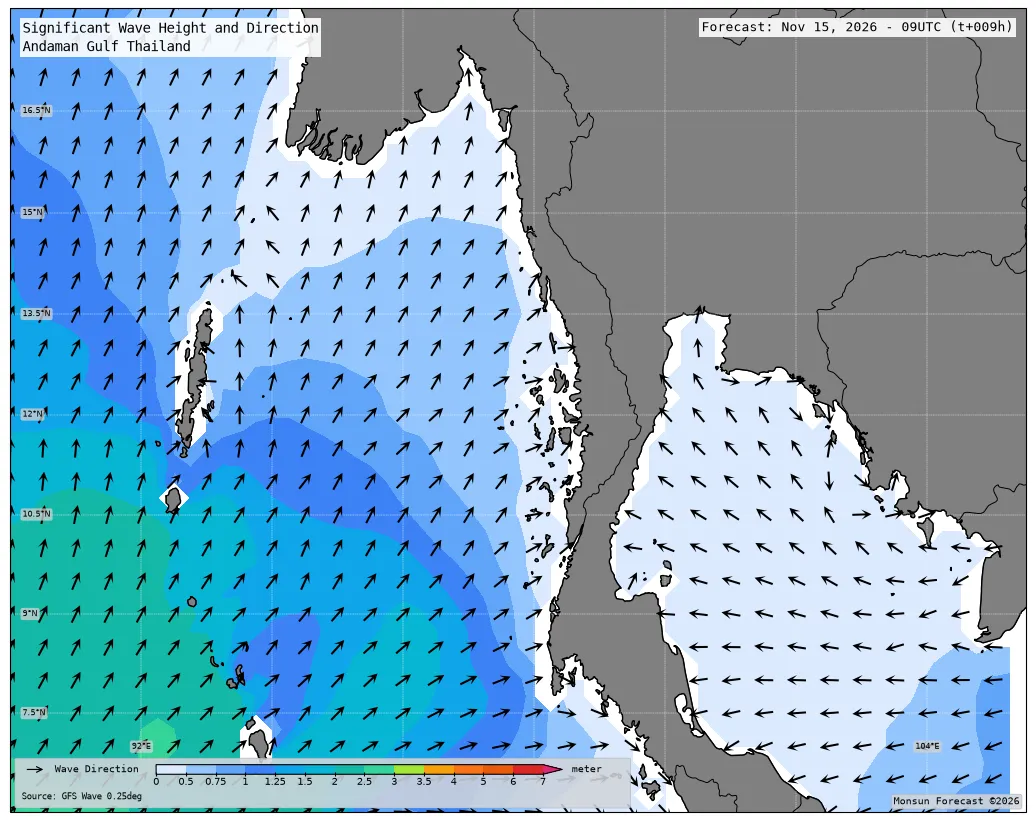 Significant Wave Height and Direction
Andaman Gulf Thailand
Forecast: Nov 15, 2026 - 09UTC (t+009h)
16.5°N
15°N
13.5°N
12°N
10.5°N
9°N
7.5°N
92°E
104°E
Wave Direction
0 0.5 0.75 1 1.25 1.5 2 2.5 3 3.5 4 5 6 7
meter
Source: GFS Wave 0.25deg
Monsun Forecast ©2026